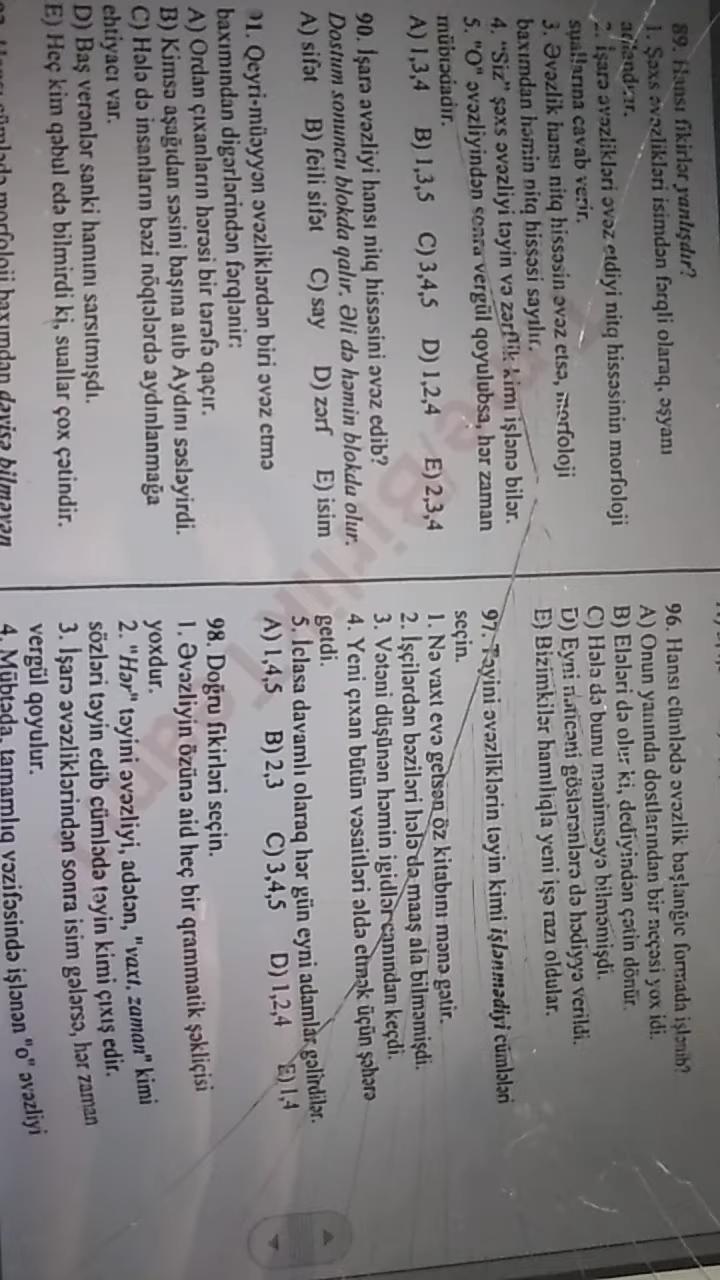 89. Hansı fikirlər yanlışdır?
1. Şəxs əvəzlikləri isimdən fərqli olaraq, əşyanı
adlandırar.
2. İşarə əvəzlikləri əvəz etdiyi nitq hissəsinin morfoloji
suallarına cavab verir.
3. Əvəzlik hansı nitq hissəsin əvəz etsə, morfoloji
baxımdan həmin nitq hissəsi sayılır.
4. "Siz" şəxs əvəzliyi təyin və zərflik kimi işlənə bilər.
5. "O" əvəzliyindən sonra vergül qoyulubsa, hər zaman
mübtədadır.
A) 1,3,4 B) 1,3,5 C) 3,4,5 D) 1,2,4 E) 2,3,4
90. İşarə əvəzliyi hansı nitq hissəsini əvəz edib?
Dostum sonuncu blokda qalır. Əli də həmin blokda olur.
A) sifət B) feili sifət C) say D) zərf E) isim
91. Qeyri-müəyyən əvəzliklərdən biri əvəz etmə
baxımından digərlərindən fərqlənir:
A) Ordan çıxanların hərəsi bir tərəfə qaçır.
B) Kimsə aşağıdan səsini başına atıb Aydını səsləyirdi.
C) Hələ də insanların bəzi nöqtələrdə aydınlanmağa
ehtiyacı var.
D) Baş verənlər sanki hamını sarsıtmışdı.
E) Heç kim qəbul edə bilmirdi ki, suallar çox çətindir.
cümlədə morfoloji baxımdan dəyişə bilməyən
96. Hansı cümlədə əvəzlik başlanğıc formada işlənib?
A) Onun yanında dostlarından bir neçəsi yox idi.
B) Elələri də olur ki, dediyindən çətin dönür.
C) Hələ də bunu mənimsəyə bilməmişdi.
D) Eyni nəticəni göstərənlərə də hədiyyə verildi.
E) Bizimkilər hamılıqla yeni işə razı oldular.
97. Təyini əvəzliklərin təyin kimi işlənmədiyi cümlələri
seçin.
1. Nə vaxt evə getsən, öz kitabını mənə gətir.
2. İşçilərdən bəziləri hələ də maaş ala bilməmişdi.
3. Vətəni düşünən həmin igidlər canından keçdi.
4. Yeni çıxan bütün vəsaitləri əldə etmək üçün şəhərə
getdi.
5. İclasa davamlı olaraq hər gün eyni adamlar gəlirdilər.
A) 1,4,5 B) 2,3 C) 3,4,5 D) 1,2,4 E) 1,4
98. Doğru fikirləri seçin.
1. Əvəzliyin özünə aid heç bir qrammatik şəkliçisi
yoxdur.
2. "Hər" təyini əvəzliyi, adətən, "vaxt, zaman" kimi
sözləri təyin edib cümlədə təyin kimi çıxış edir.
3. İşarə əvəzliklərindən sonra isim gələrsə, hər zaman
vergül qoyulur.
4. Mübtəda, tamamlıq vəzifəsində işlənən "o" əvəzliyi